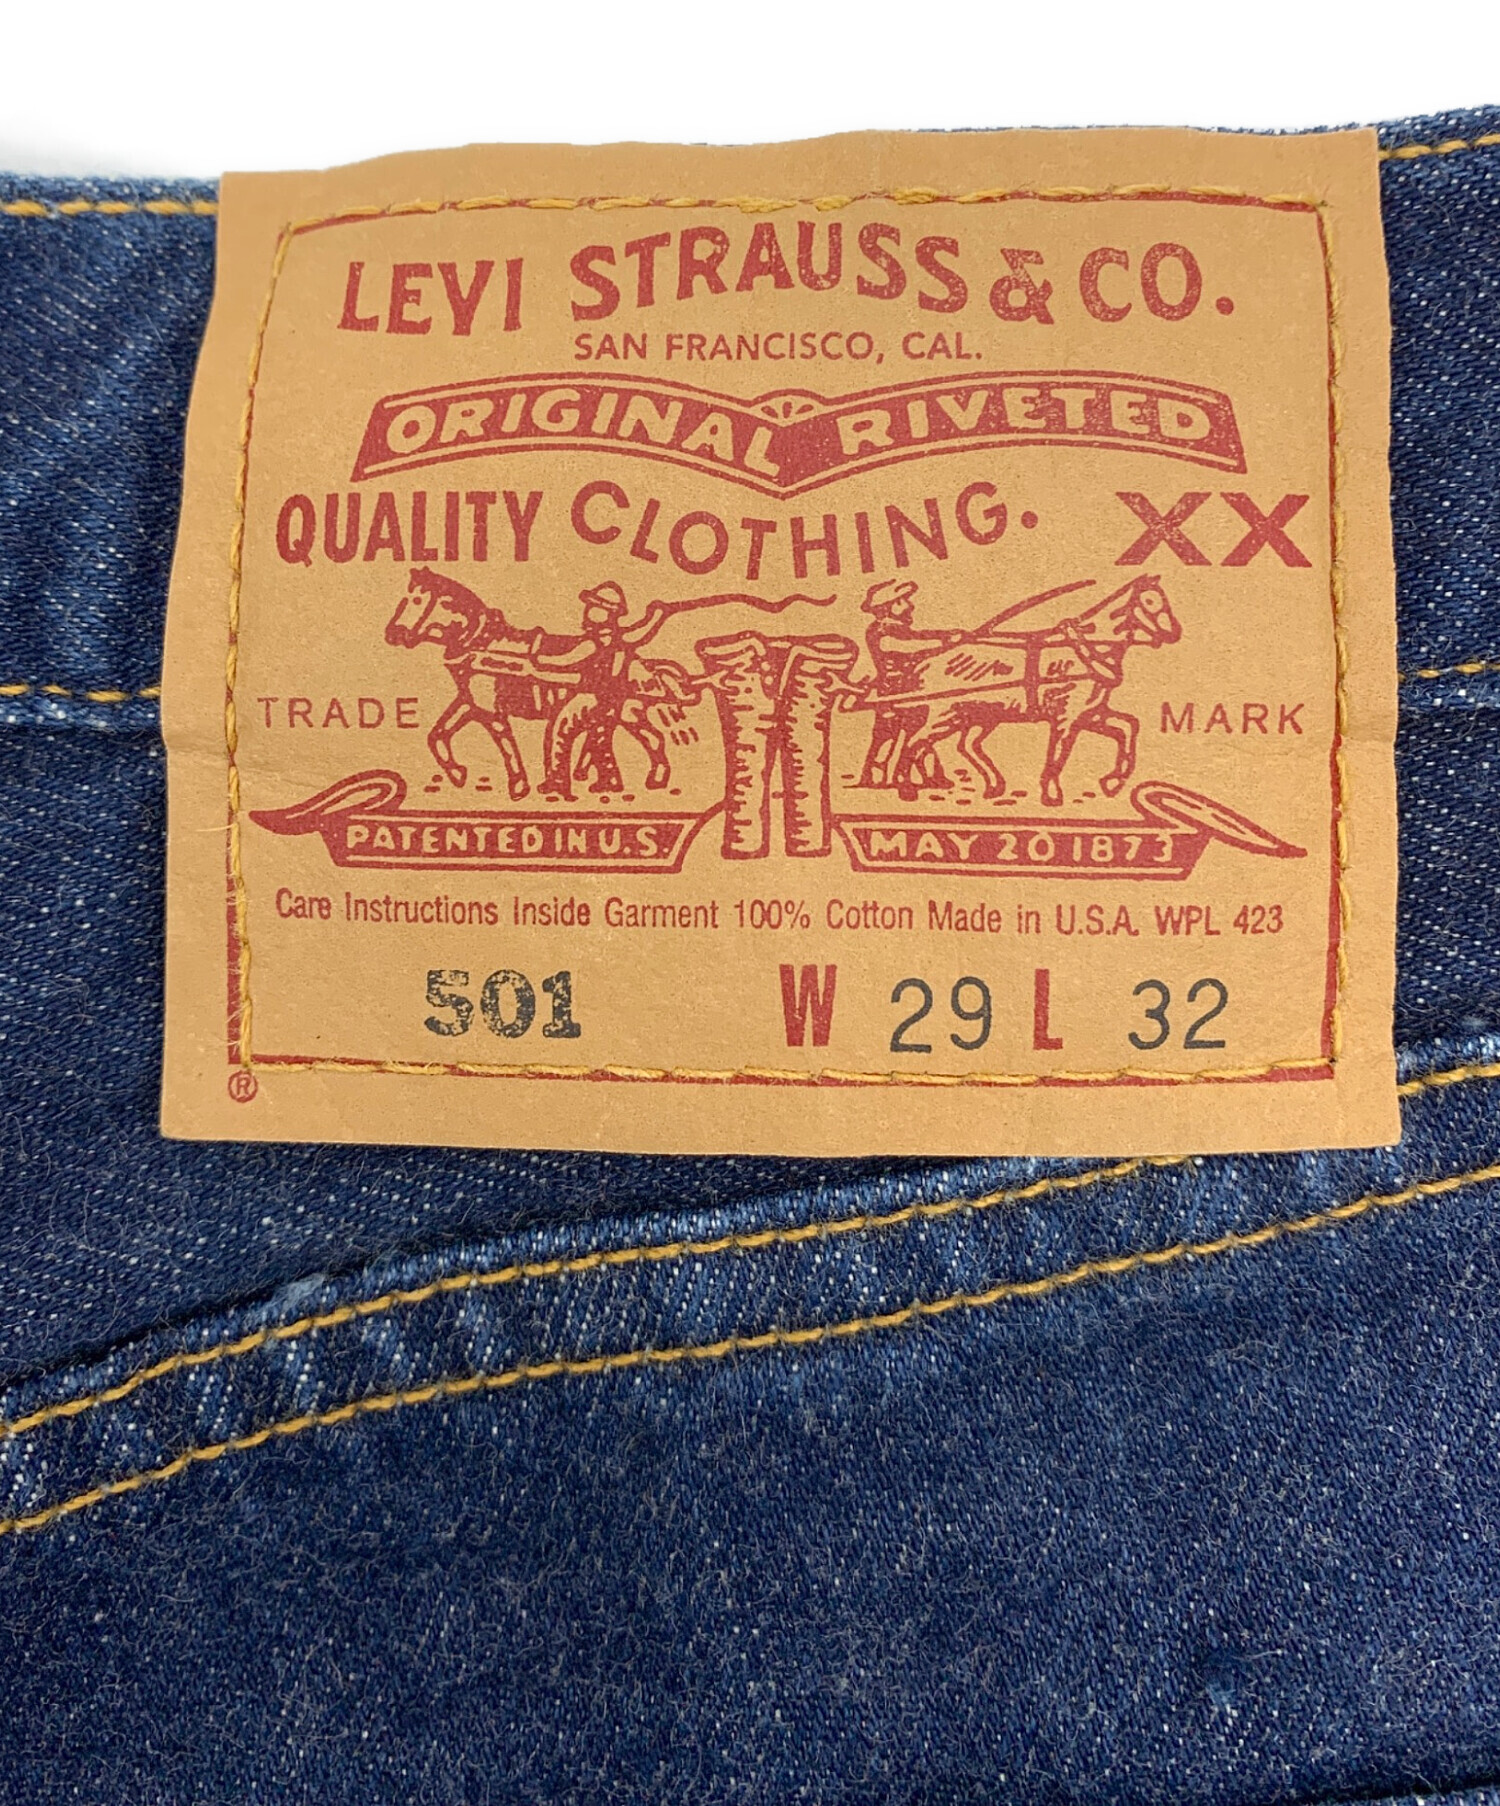 LEVI STRAUSS & CO.
SAN FRANCISCO, CAL.
ORIGINAL RIVETED
QUALITY CLOTHING. XX
TRADE MARK
PATENTED IN U.S. MAY 20 1873
Care Instructions Inside Garment 100% Cotton Made in U.S.A. WPL 423
501 W 29 L 32
®